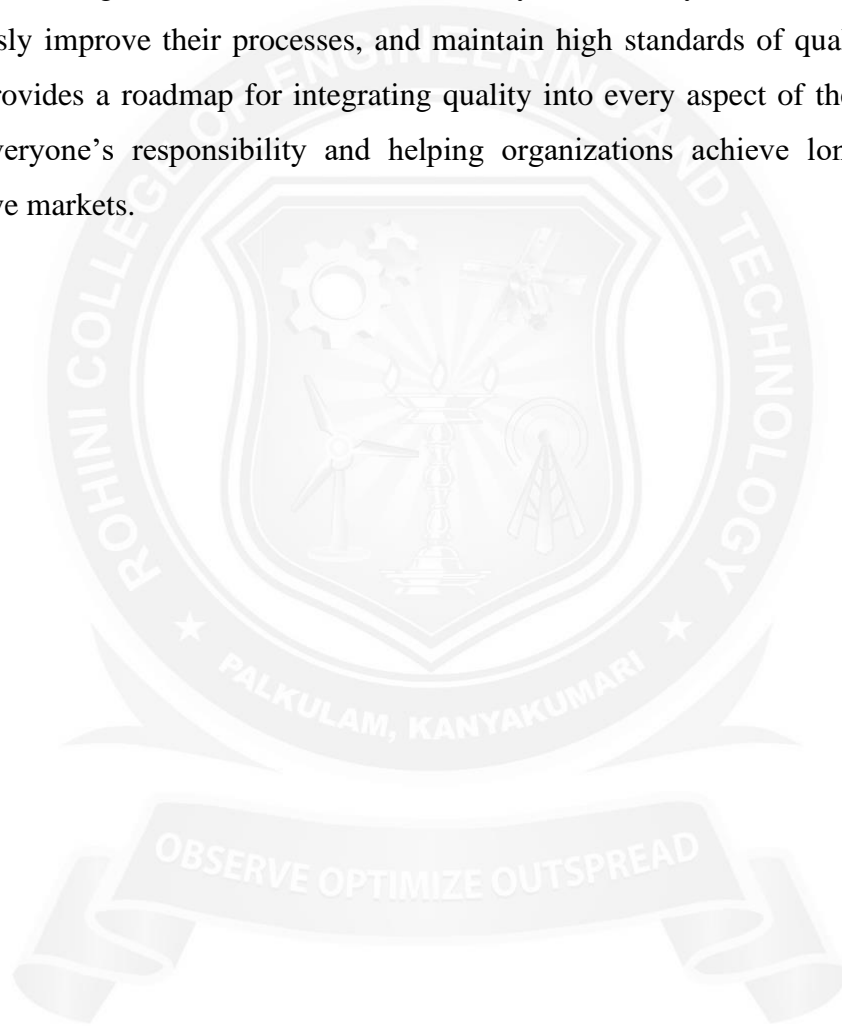 sly improve their processes, and maintain high standards of qual
rovides a roadmap for integrating quality into every aspect of the
veryone’s responsibility and helping organizations achieve lon
ve markets.
ROHINI COLLEGE OF ENGINEERING AND TECHNOLOGY
PALKULAM, KANYAKUMARI
OBSERVE OPTIMIZE OUTSPREAD